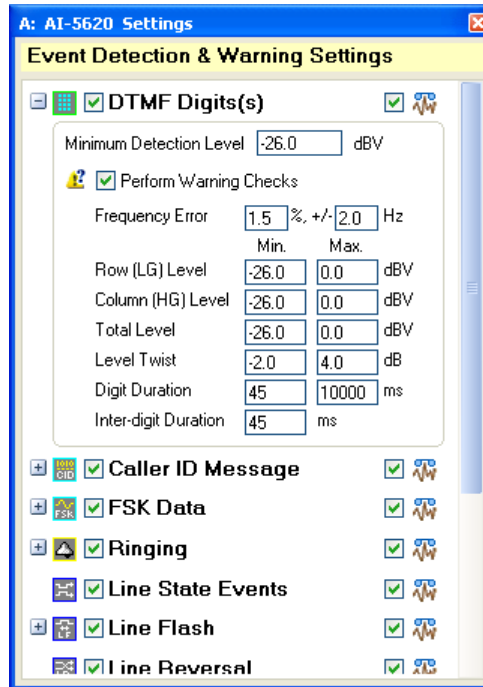 A: AI-5620 Settings
Event Detection & Warning Settings
DTMF Digits(s)
Minimum Detection Level -26.0 dBV
Perform Warning Checks
Frequency Error 1.5 %, +/- 2.0 Hz
Min. Max.
Row (LG) Level -26.0 0.0 dBV
Column (HG) Level -26.0 0.0 dBV
Total Level -26.0 0.0 dBV
Level Twist -2.0 4.0 dB
Digit Duration 45 10000 ms
Inter-digit Duration 45 ms
1010 CID Caller ID Message
FSK FSK Data
Ringing
Line State Events
LF Line Flash
Line Reversal